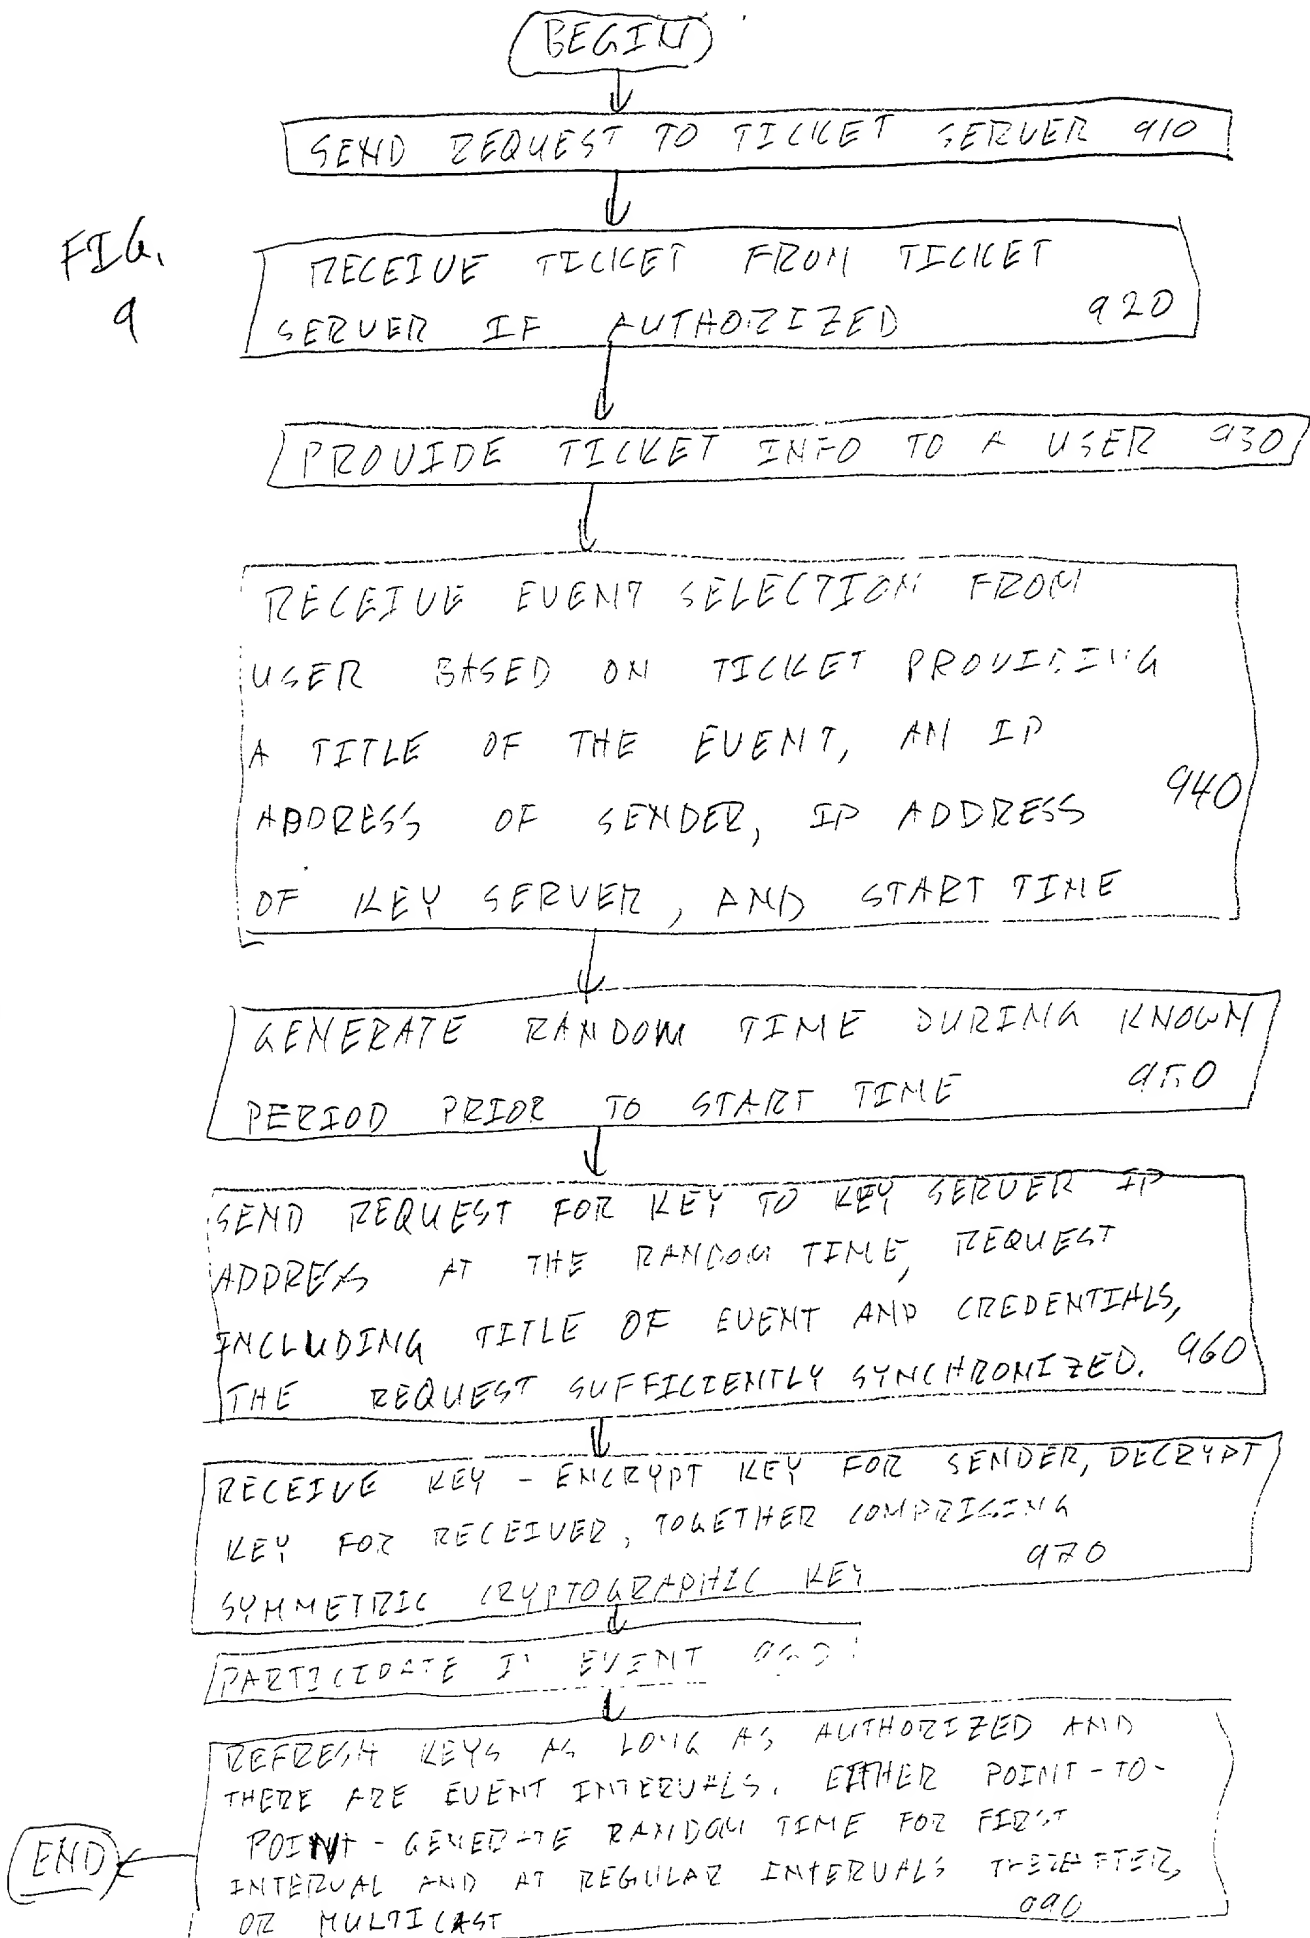 BEGIN
SEND REQUEST TO TICKET SERVER 910
FIG.
9
RECEIVE TICKET FROM TICKET
SERVER IF AUTHORIZED 920
PROVIDE TICKET INFO TO A USER 930
RECEIVE EVENT SELECTION FROM
USER BASED ON TICKET PROVIDING
A TITLE OF THE EVENT, AN IP
ADDRESS OF SENDER, IP ADDRESS 940
OF KEY SERVER, AND START TIME
GENERATE RANDOM TIME DURING KNOWN
PERIOD PRIOR TO START TIME 950
SEND REQUEST FOR KEY TO KEY SERVER IP
ADDRESS AT THE RANDOM TIME, REQUEST
INCLUDING TITLE OF EVENT AND CREDENTIALS,
THE REQUEST SUFFICIENTLY SYNCHRONIZED. 960
RECEIVE KEY - ENCRYPT KEY FOR SENDER, DECRYPT
KEY FOR RECEIVER, TOGETHER COMPRISING
SYMMETRIC CRYPTOGRAPHIC KEY 970
PARTICIPATE IN EVENT
REFRESH KEYS AS LONG AS AUTHORIZED AND
THERE ARE EVENT INTERVALS. EITHER POINT-TO-
POINT - GENERATE RANDOM TIME FOR FIRST
INTERVAL AND AT REGULAR INTERVALS THEREAFTER,
OR MULTICAST 990
END